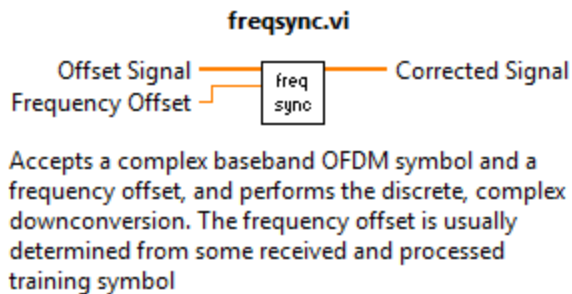 freqsync.vi
Offset Signal
freq
sync
Corrected Signal
Frequency Offset
Accepts a complex baseband OFDM symbol and a
frequency offset, and performs the discrete, complex
downconversion. The frequency offset is usually
determined from some received and processed
training symbol